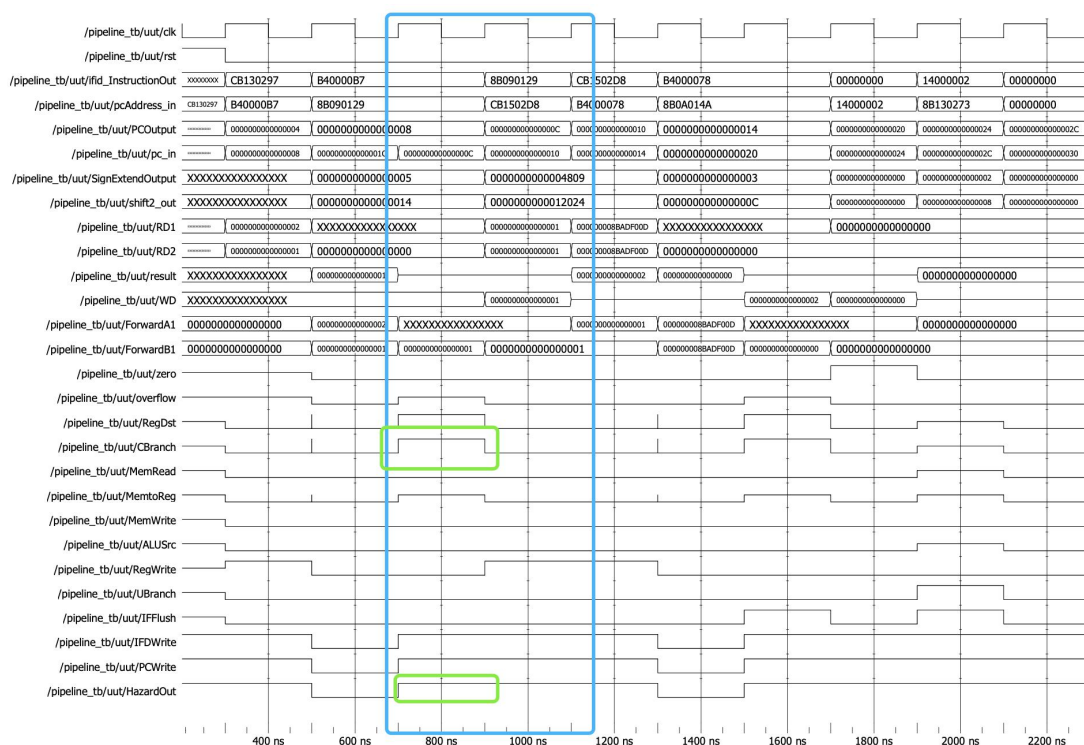 /pipeline_tb/uut/clk
/pipeline_tb/uut/rst
/pipeline_tb/uut/ifid_InstructionOut XXXXXXXX CB130297 B40000B7 8B090129 CB1502D8 B4000078 00000000 14000002 00000000
/pipeline_tb/uut/pcAddress_in CB130297 B40000B7 8B090129 CB1502D8 B4000078 8B0A014A 14000002 8B130273 00000000
/pipeline_tb/uut/PCOutput 0000000000000004 0000000000000008 000000000000000C 0000000000000010 0000000000000014 0000000000000020 0000000000000024 000000000000002C
/pipeline_tb/uut/pc_in 0000000000000008 000000000000001C 000000000000000C 0000000000000010 0000000000000014 0000000000000020 0000000000000024 000000000000002C 0000000000000030
/pipeline_tb/uut/SignExtendOutput XXXXXXXXXXXXXXXX 0000000000000005 0000000000004809 0000000000000003 0000000000000000 0000000000000002 0000000000000000
/pipeline_tb/uut/shift2_out XXXXXXXXXXXXXXXX 0000000000000014 0000000000012024 000000000000000C 0000000000000000 0000000000000008 0000000000000000
/pipeline_tb/uut/RD1 0000000000000002 XXXXXXXXXXXXXXXX 0000000000000001 000000008BADF00D XXXXXXXXXXXXXXXX 0000000000000000
/pipeline_tb/uut/RD2 0000000000000001 0000000000000000 0000000000000001 000000008BADF00D 0000000000000000
/pipeline_tb/uut/result XXXXXXXXXXXXXXXX 0000000000000001 0000000000000002 0000000000000000 0000000000000000
/pipeline_tb/uut/WD XXXXXXXXXXXXXXXX 0000000000000001 0000000000000002 0000000000000000
/pipeline_tb/uut/ForwardA1 0000000000000000 0000000000000002 XXXXXXXXXXXXXXXX 0000000000000001 000000008BADF00D XXXXXXXXXXXXXXXX 0000000000000000
/pipeline_tb/uut/ForwardB1 0000000000000000 0000000000000001 0000000000000001 0000000000000001 000000008BADF00D 0000000000000000 0000000000000000
/pipeline_tb/uut/zero
/pipeline_tb/uut/overflow
/pipeline_tb/uut/RegDst
/pipeline_tb/uut/CBranch
/pipeline_tb/uut/MemRead
/pipeline_tb/uut/MemtoReg
/pipeline_tb/uut/MemWrite
/pipeline_tb/uut/ALUSrc
/pipeline_tb/uut/RegWrite
/pipeline_tb/uut/UBranch
/pipeline_tb/uut/IFFlush
/pipeline_tb/uut/IFDWrite
/pipeline_tb/uut/PCWrite
/pipeline_tb/uut/HazardOut
400 ns 600 ns 800 ns 1000 ns 1200 ns 1400 ns 1600 ns 1800 ns 2000 ns 2200 ns